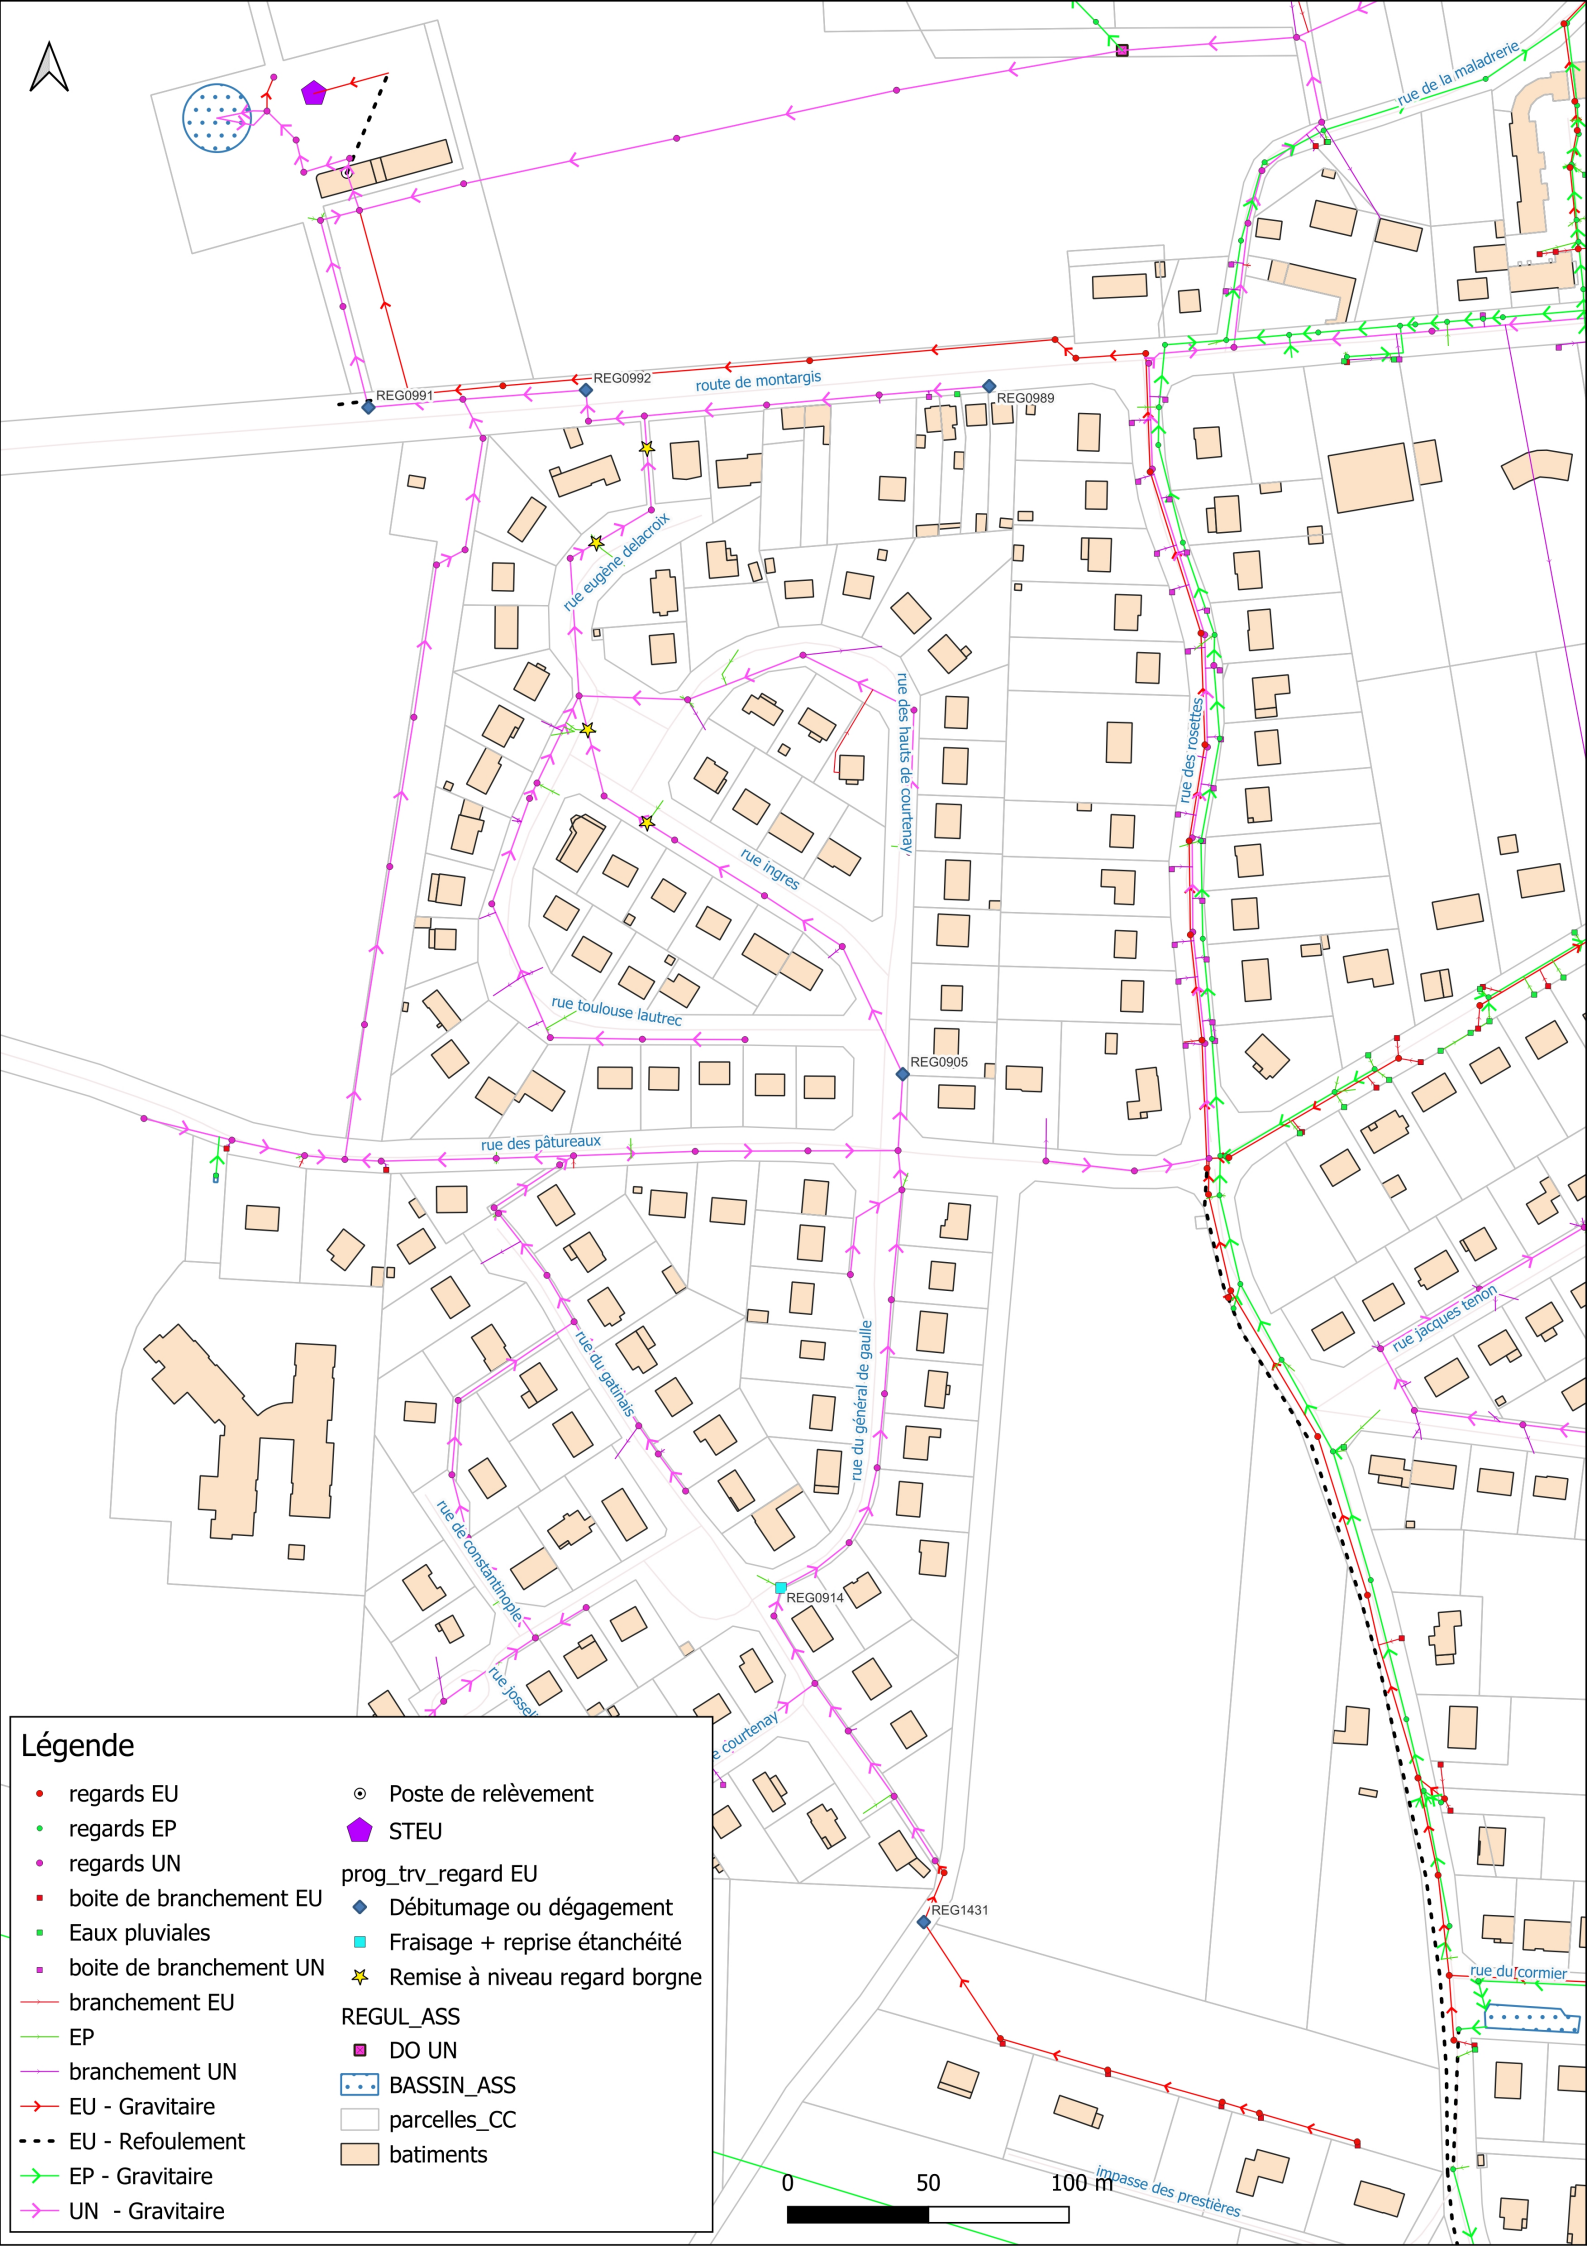 rue de la maladrerie
REG0992
REG0991
route de montargis
REG0989
rue eugène delacroix
rue des hauts de courtenay
rue des rosettes
rue ingres
rue toulouse lautrec
REG0905
rue des pâtureaux
rue jacques tenon
rue du gatinais
rue du général de gaulle
rue de constantinople
REG0914
rue josseli
e courtenay
REG1431
rue du cormier
impasse des prestières
0 50 100 m
Légende
regards EU
regards EP
regards UN
boite de branchement EU
Eaux pluviales
boite de branchement UN
branchement EU
EP
branchement UN
EU - Gravitaire
EU - Refoulement
EP - Gravitaire
UN - Gravitaire
Poste de relèvement
STEU
prog_trv_regard EU
Débitumage ou dégagement
Fraisage + reprise étanchéité
Remise à niveau regard borgne
REGUL_ASS
DO UN
BASSIN_ASS
parcelles_CC
batiments